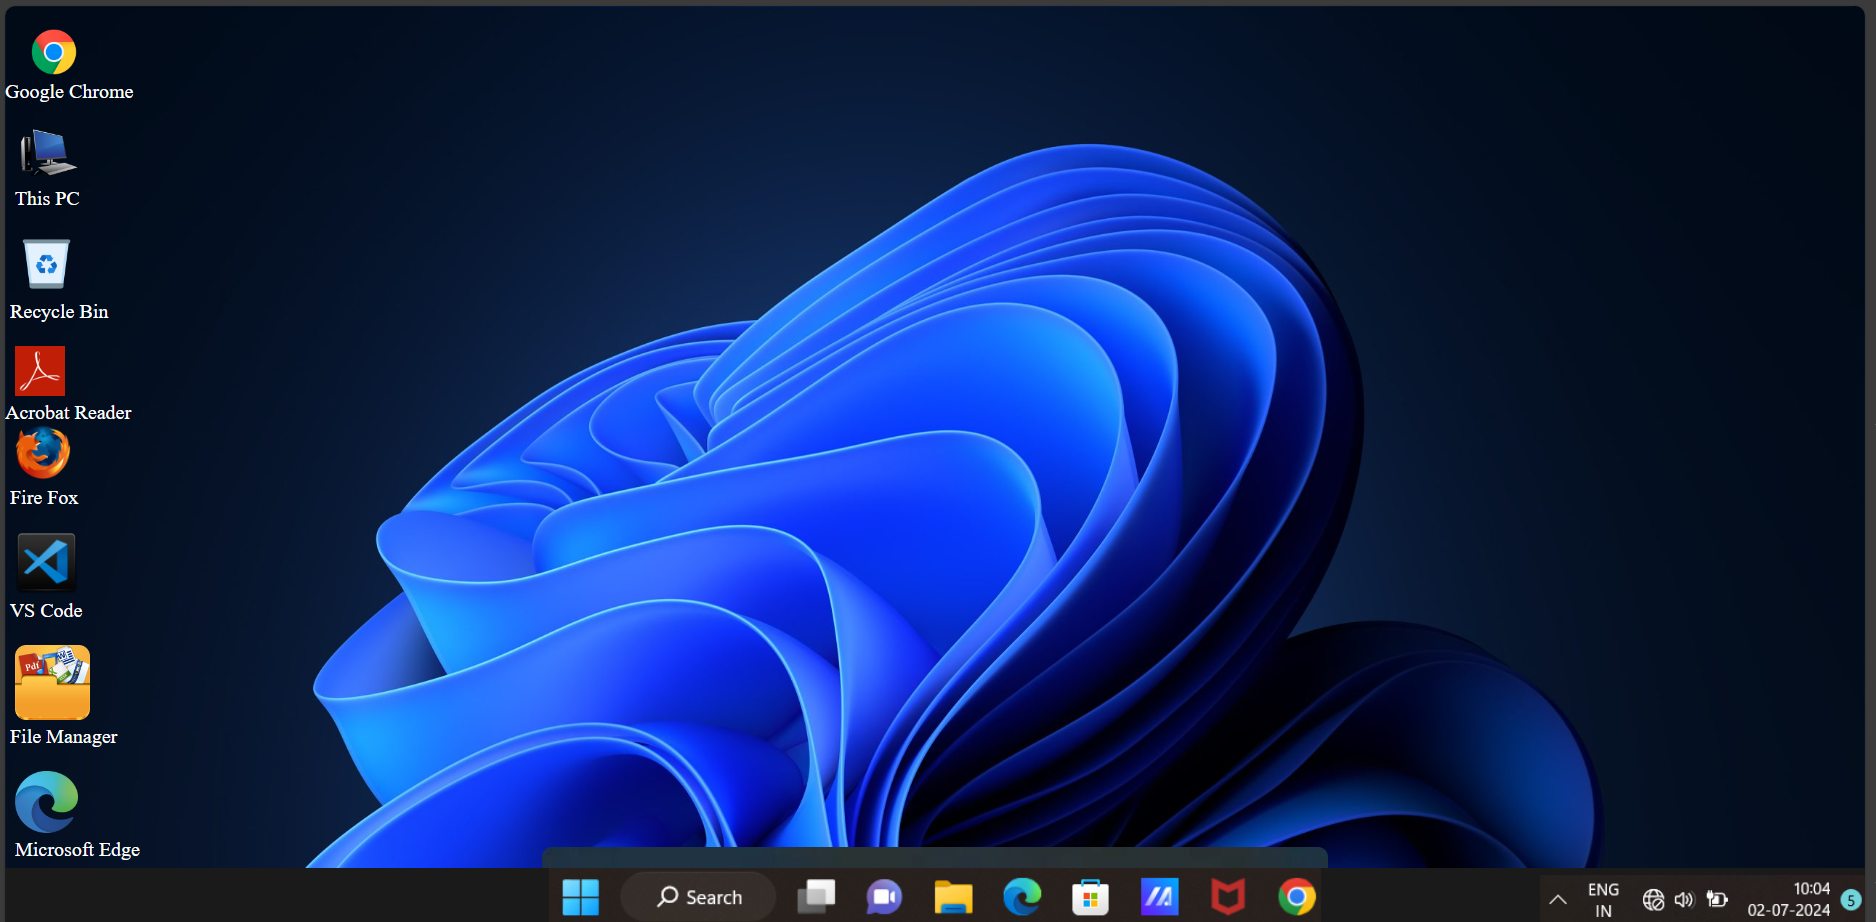 Google Chrome
This PC
Recycle Bin
Acrobat Reader
Fire Fox
VS Code
Pdf
File Manager
Microsoft Edge
Search
ENG
IN
10:04
02-07-2024
5